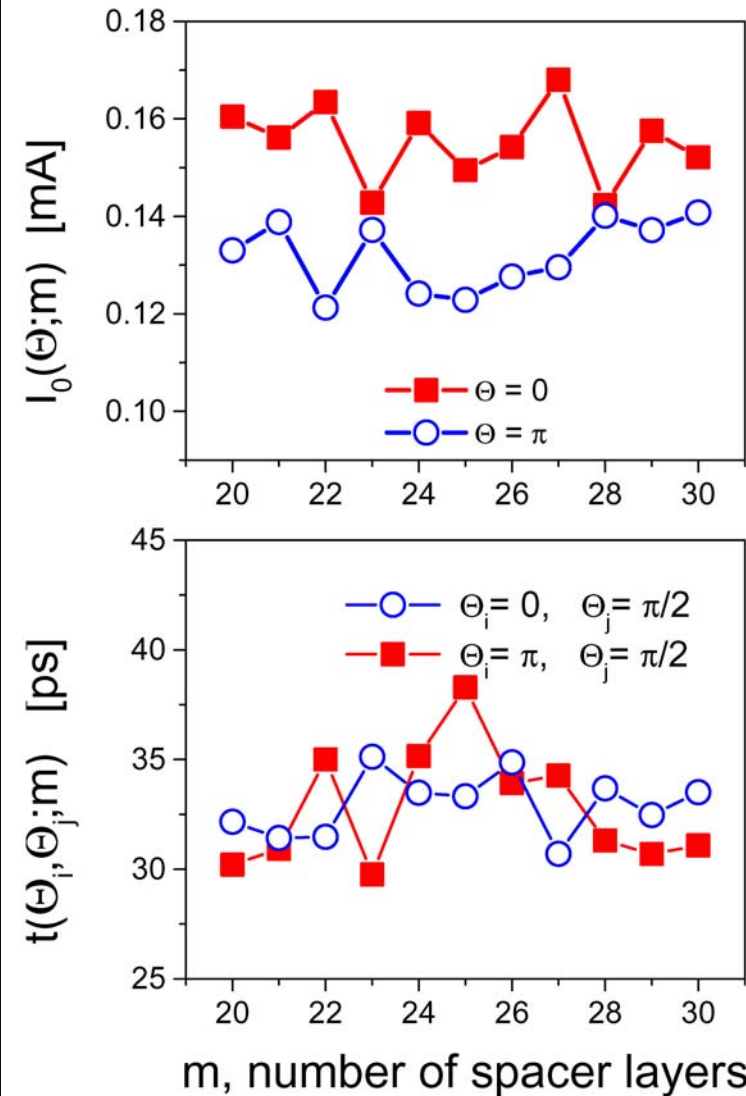 0.18
0.16
0.14
0.12
0.10
I₀(Θ;m) [mA]
Θ = 0
Θ = π
20 22 24 26 28 30
45
40
35
30
25
t(Θᵢ,Θⱼ;m) [ps]
Θᵢ= 0, Θⱼ= π/2
Θᵢ= π, Θⱼ= π/2
20 22 24 26 28 30
m, number of spacer layers